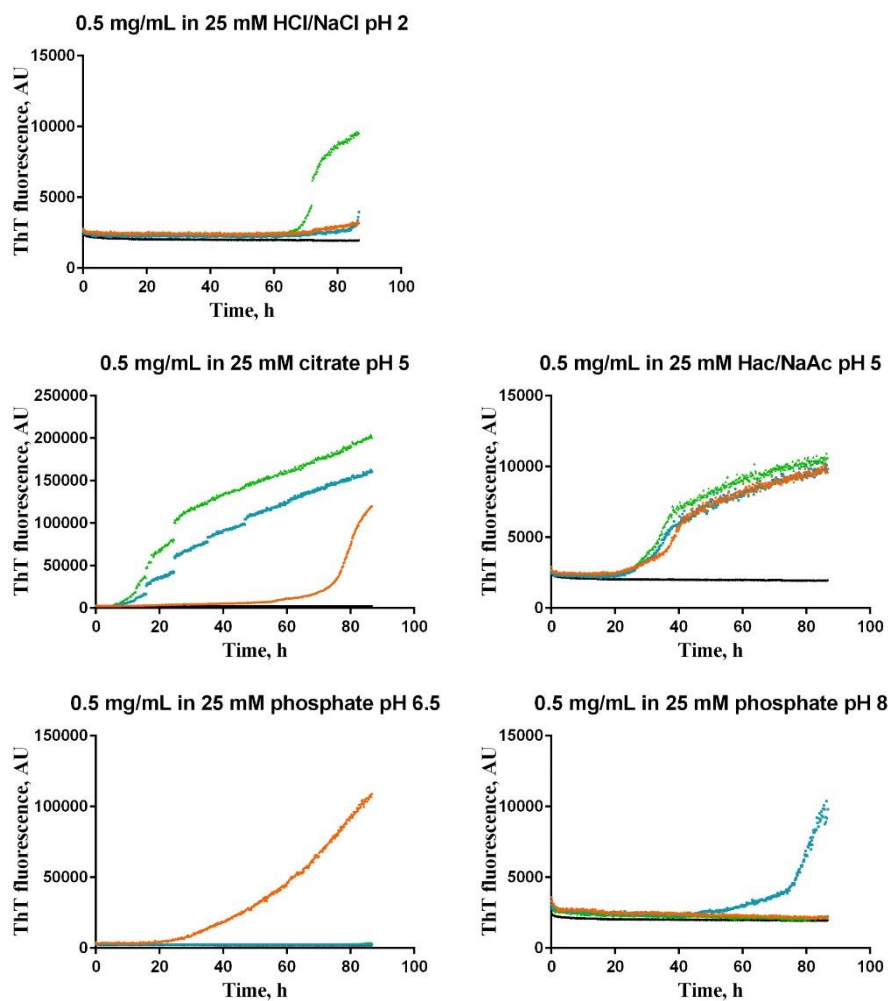 0.5 mg/mL in 25 mM HCl/NaCl pH 2
ThT fluorescence, AU
15000
10000
5000
0
0 20 40 60 80 100
Time, h
0.5 mg/mL in 25 mM citrate pH 5
ThT fluorescence, AU
250000
200000
150000
100000
50000
0
0 20 40 60 80 100
Time, h
0.5 mg/mL in 25 mM Hac/NaAc pH 5
ThT fluorescence, AU
15000
10000
5000
0
0 20 40 60 80 100
Time, h
0.5 mg/mL in 25 mM phosphate pH 6.5
ThT fluorescence, AU
150000
100000
50000
0
0 20 40 60 80 100
Time, h
0.5 mg/mL in 25 mM phosphate pH 8
ThT fluorescence, AU
15000
10000
5000
0
0 20 40 60 80 100
Time, h